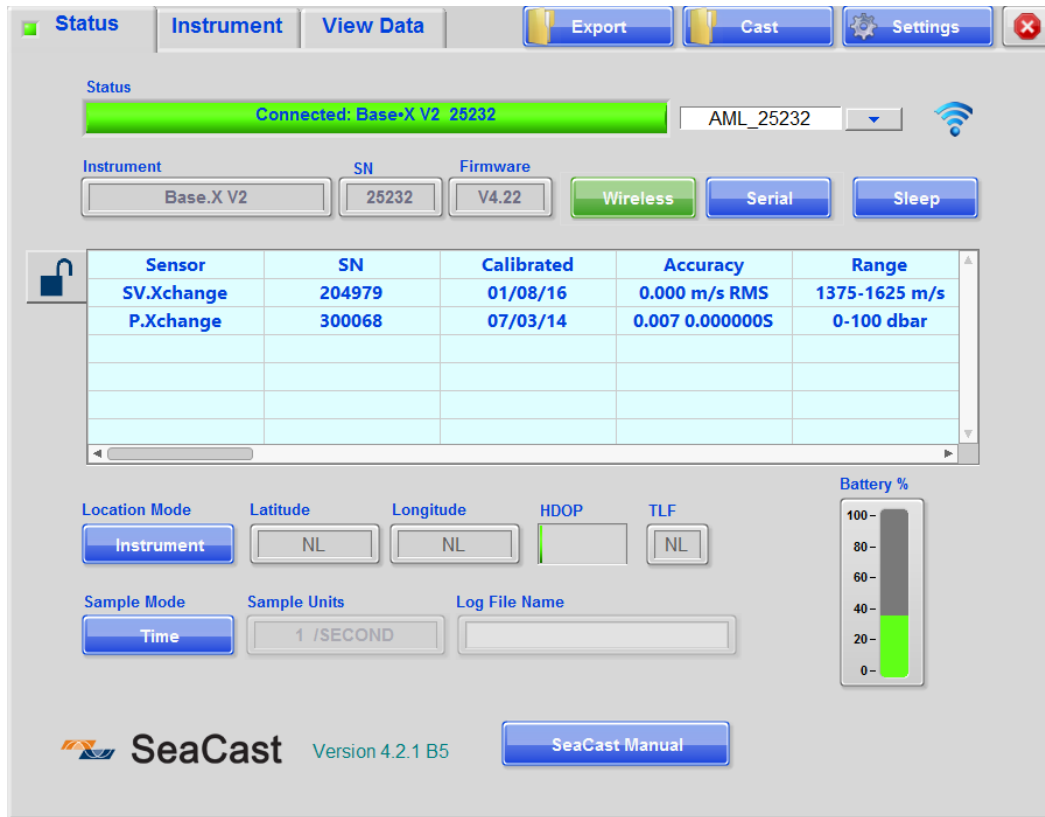 Status Instrument View Data Export Cast Settings
Status
Connected: Base•X V2 25232 AML_25232
Instrument SN Firmware
Base.X V2 25232 V4.22 Wireless Serial Sleep
Sensor SN Calibrated Accuracy Range
SV.Xchange 204979 01/08/16 0.000 m/s RMS 1375-1625 m/s
P.Xchange 300068 07/03/14 0.007 0.000000S 0-100 dbar
Battery %
Location Mode Latitude Longitude HDOP TLF
100
Instrument NL NL NL
80
60
Sample Mode Sample Units Log File Name
40
Time 1 /SECOND
20
0
SeaCast Version 4.2.1 B5 SeaCast Manual